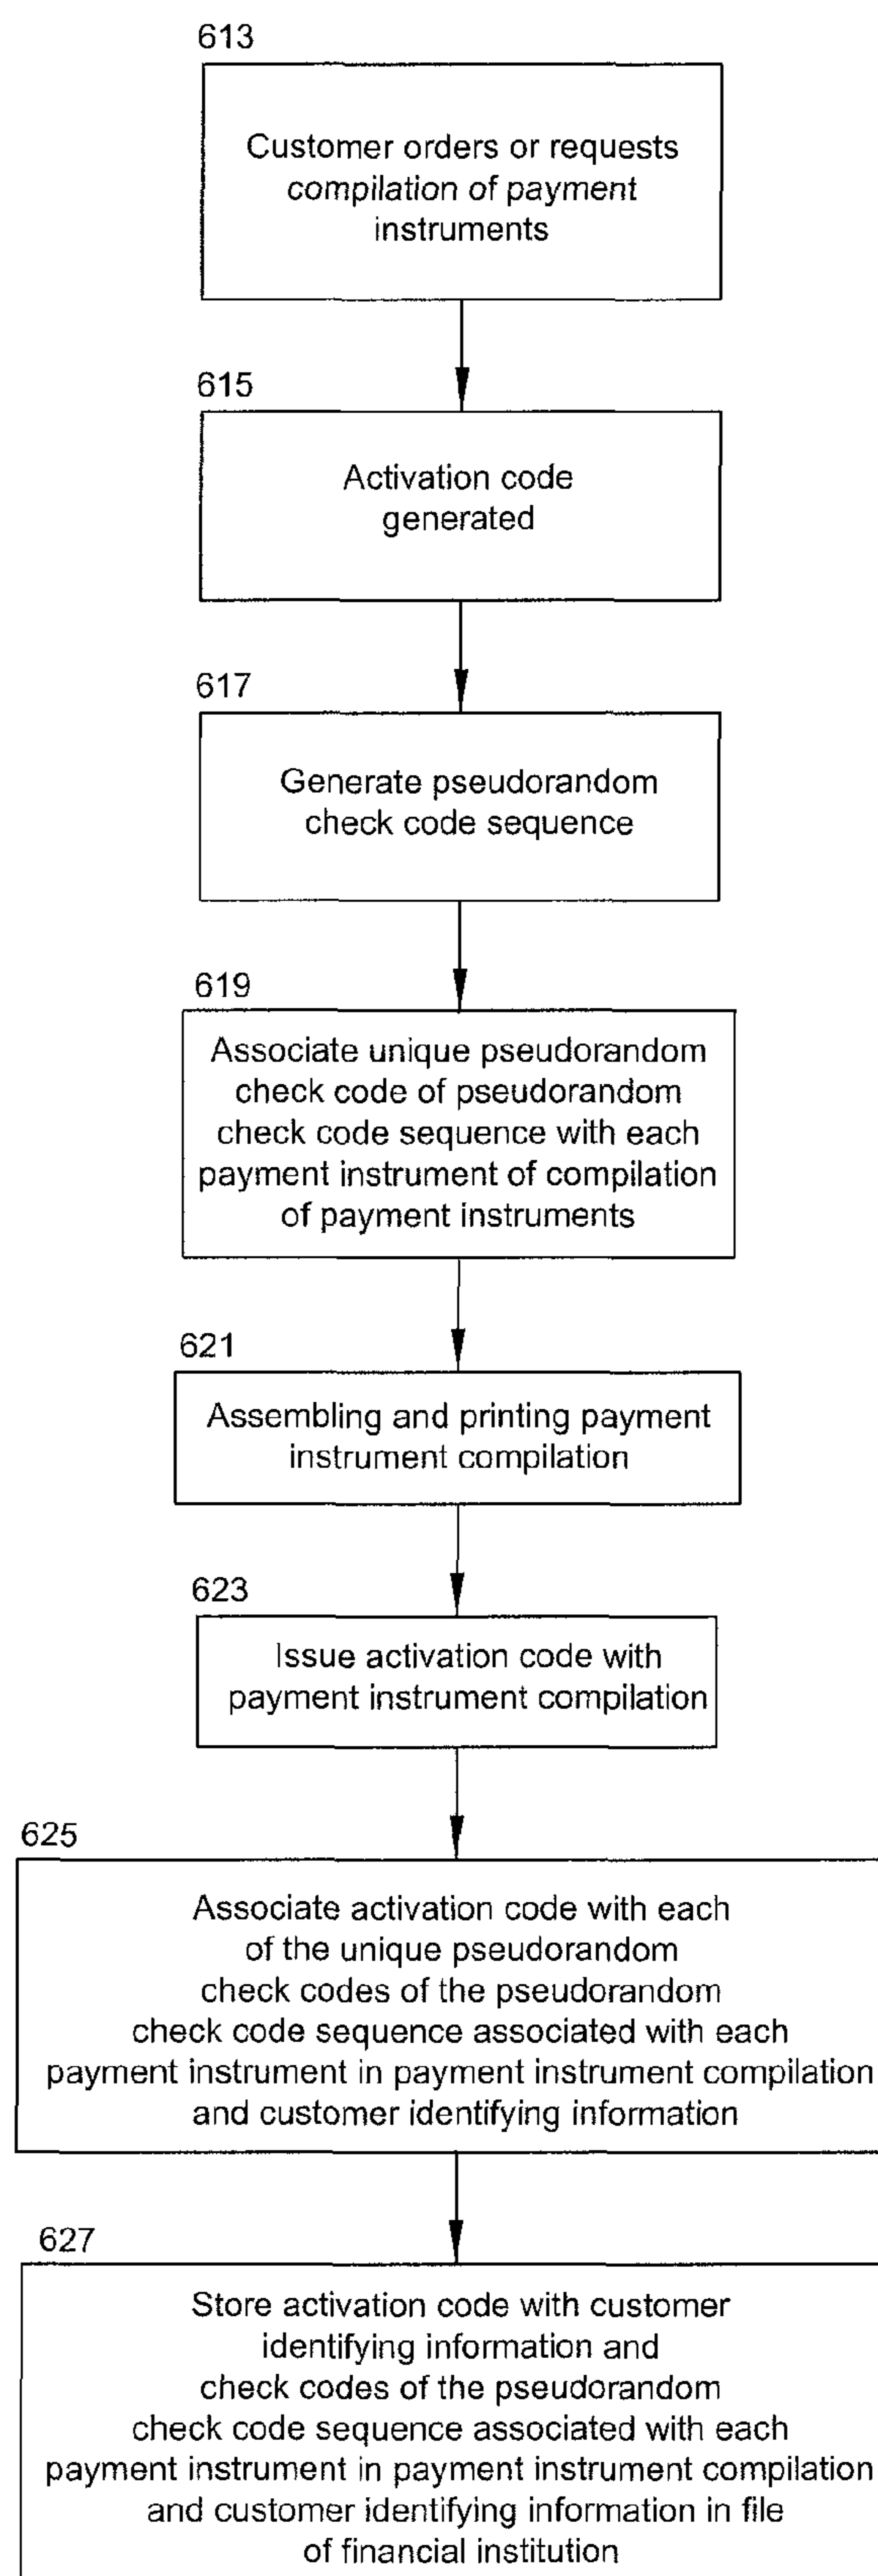 613
Customer orders or requests
compilation of payment
instruments
615
Activation code
generated
617
Generate pseudorandom
check code sequence
619
Associate unique pseudorandom
check code of pseudorandom
check code sequence with each
payment instrument of compilation
of payment instruments
621
Assembling and printing payment
instrument compilation
623
Issue activation code with
payment instrument compilation
625
Associate activation code with each
of the unique pseudorandom
check codes of the pseudorandom
check code sequence associated with each
payment instrument in payment instrument compilation
and customer identifying information
627
Store activation code with customer
identifying information and
check codes of the pseudorandom
check code sequence associated with each
payment instrument in payment instrument compilation
and customer identifying information in file
of financial institution